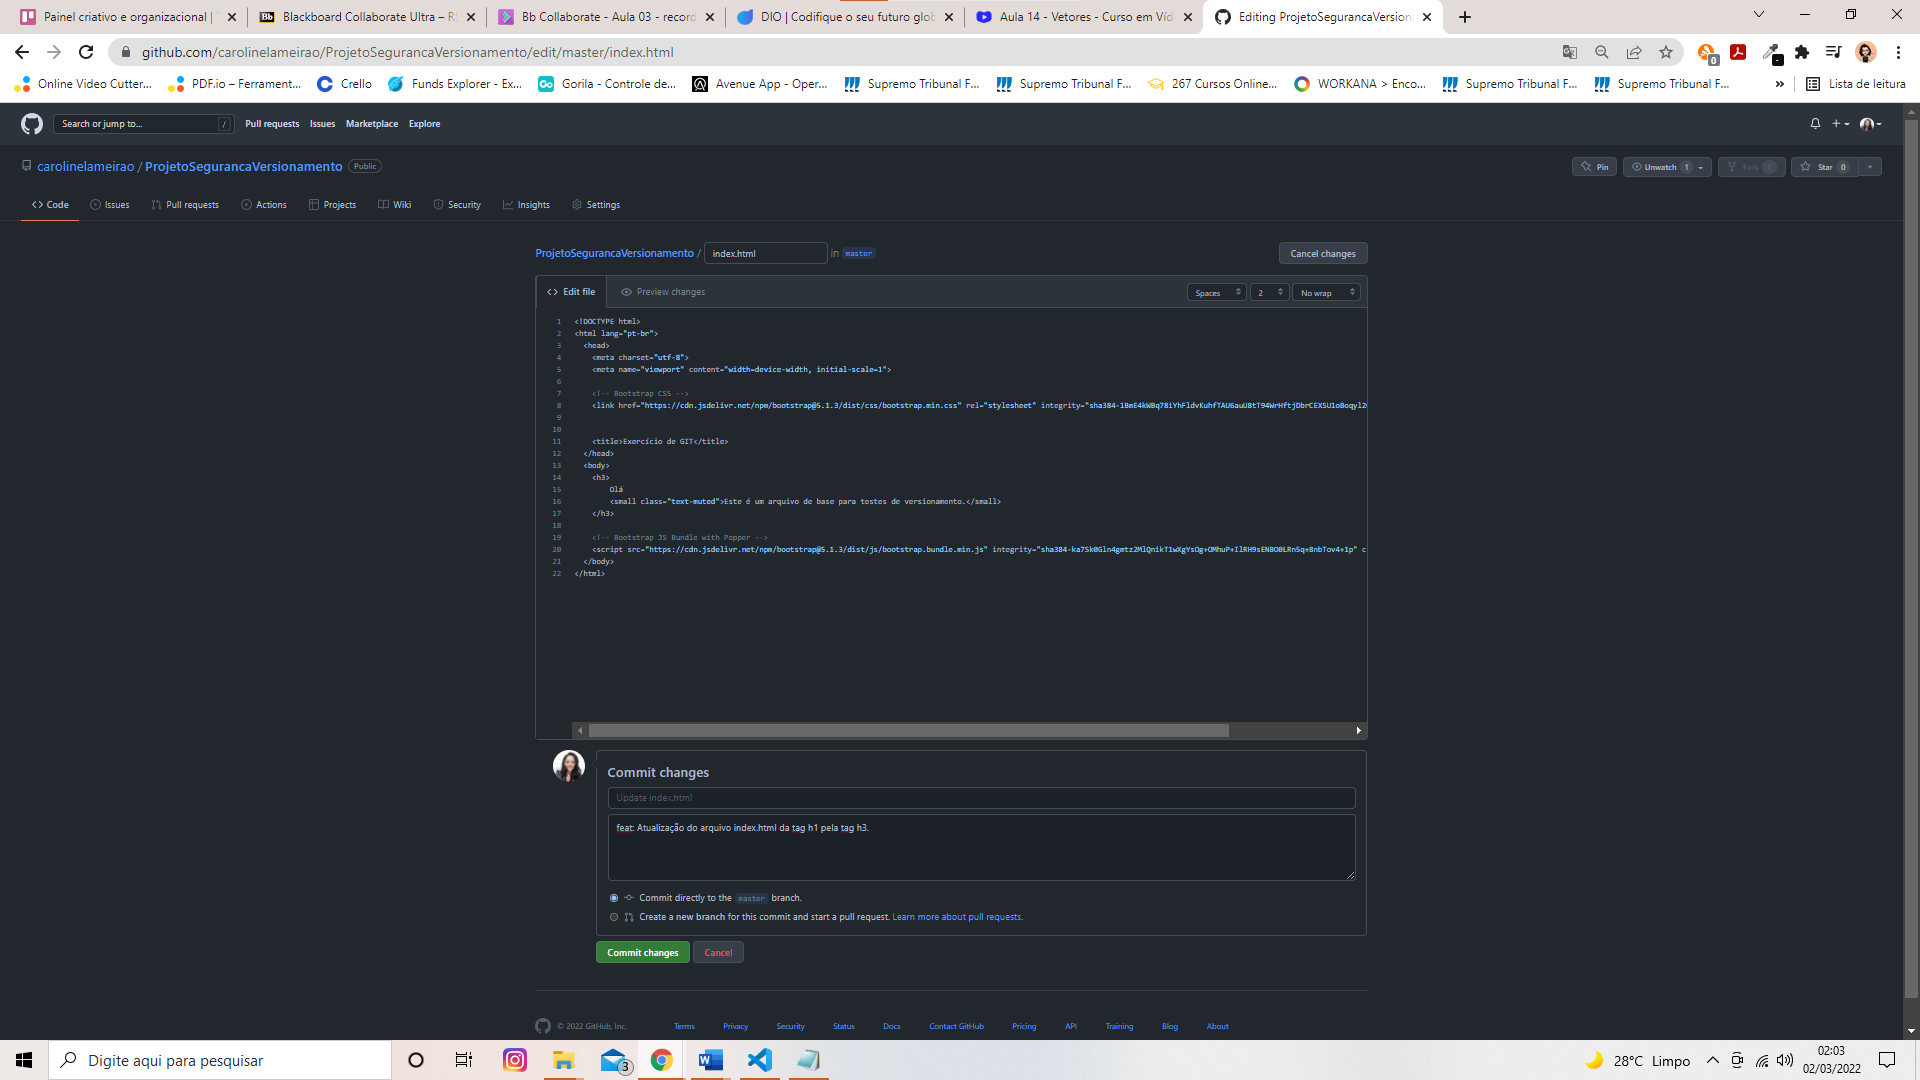 Painel criativo e organizacional |
Blackboard Collaborate Ultra – R
Bb Collaborate - Aula 03 - record
DIO | Codifique o seu futuro glob
Aula 14 - Vetores - Curso em Víd
Editing ProjetoSegurancaVersion
github.com/carolinelameirao/ProjetoSegurancaVersionamento/edit/master/index.html
Online Video Cutter...
PDF.io – Ferrament...
Crello
Funds Explorer - Ex...
Gorila - Controle de...
Avenue App - Oper...
Supremo Tribunal F...
Supremo Tribunal F...
267 Cursos Online...
WORKANA > Enco...
Supremo Tribunal F...
Supremo Tribunal F...
»
Lista de leitura
Search or jump to... /
Pull requests Issues Marketplace Explore
carolinelameirao / ProjetoSegurancaVersionamento Public
Pin Unwatch 1 Fork 0 Star 0
Code Issues Pull requests Actions Projects Wiki Security Insights Settings
ProjetoSegurancaVersionamento / index.html in master
Cancel changes
<> Edit file Preview changes
Spaces 2 No wrap
1 <!DOCTYPE html>
2 <html lang="pt-br">
3 <head>
4 <meta charset="utf-8">
5 <meta name="viewport" content="width=device-width, initial-scale=1">
6
7 <!-- Bootstrap CSS -->
8 <link href="https://cdn.jsdelivr.net/npm/bootstrap@5.1.3/dist/css/bootstrap.min.css" rel="stylesheet" integrity="sha384-1BmE4kWBq78iYhFldvKuhfTAU6auU8tT94WrHftjDbrCEXSU1oBoqyl2
9
10
11 <title>Exercício de GIT</title>
12 </head>
13 <body>
14 <h3>
15 Olá
16 <small class="text-muted">Este é um arquivo de base para testes de versionamento.</small>
17 </h3>
18
19 <!-- Bootstrap JS Bundle with Popper -->
20 <script src="https://cdn.jsdelivr.net/npm/bootstrap@5.1.3/dist/js/bootstrap.bundle.min.js" integrity="sha384-ka7Sk0Gln4gmtz2MlQnikT1wXgYsOg+OMhuP+IlRH9sENBO0LRn5q+8nbTov4+1p" c
21 </body>
22 </html>
Commit changes
Update index.html
feat: Atualização do arquivo index.html da tag h1 pela tag h3.
Commit directly to the master branch.
Create a new branch for this commit and start a pull request. Learn more about pull requests.
Commit changes Cancel
© 2022 GitHub, Inc. Terms Privacy Security Status Docs Contact GitHub Pricing API Training Blog About
Digite aqui para pesquisar
3
28°C Limpo
02:03
02/03/2022